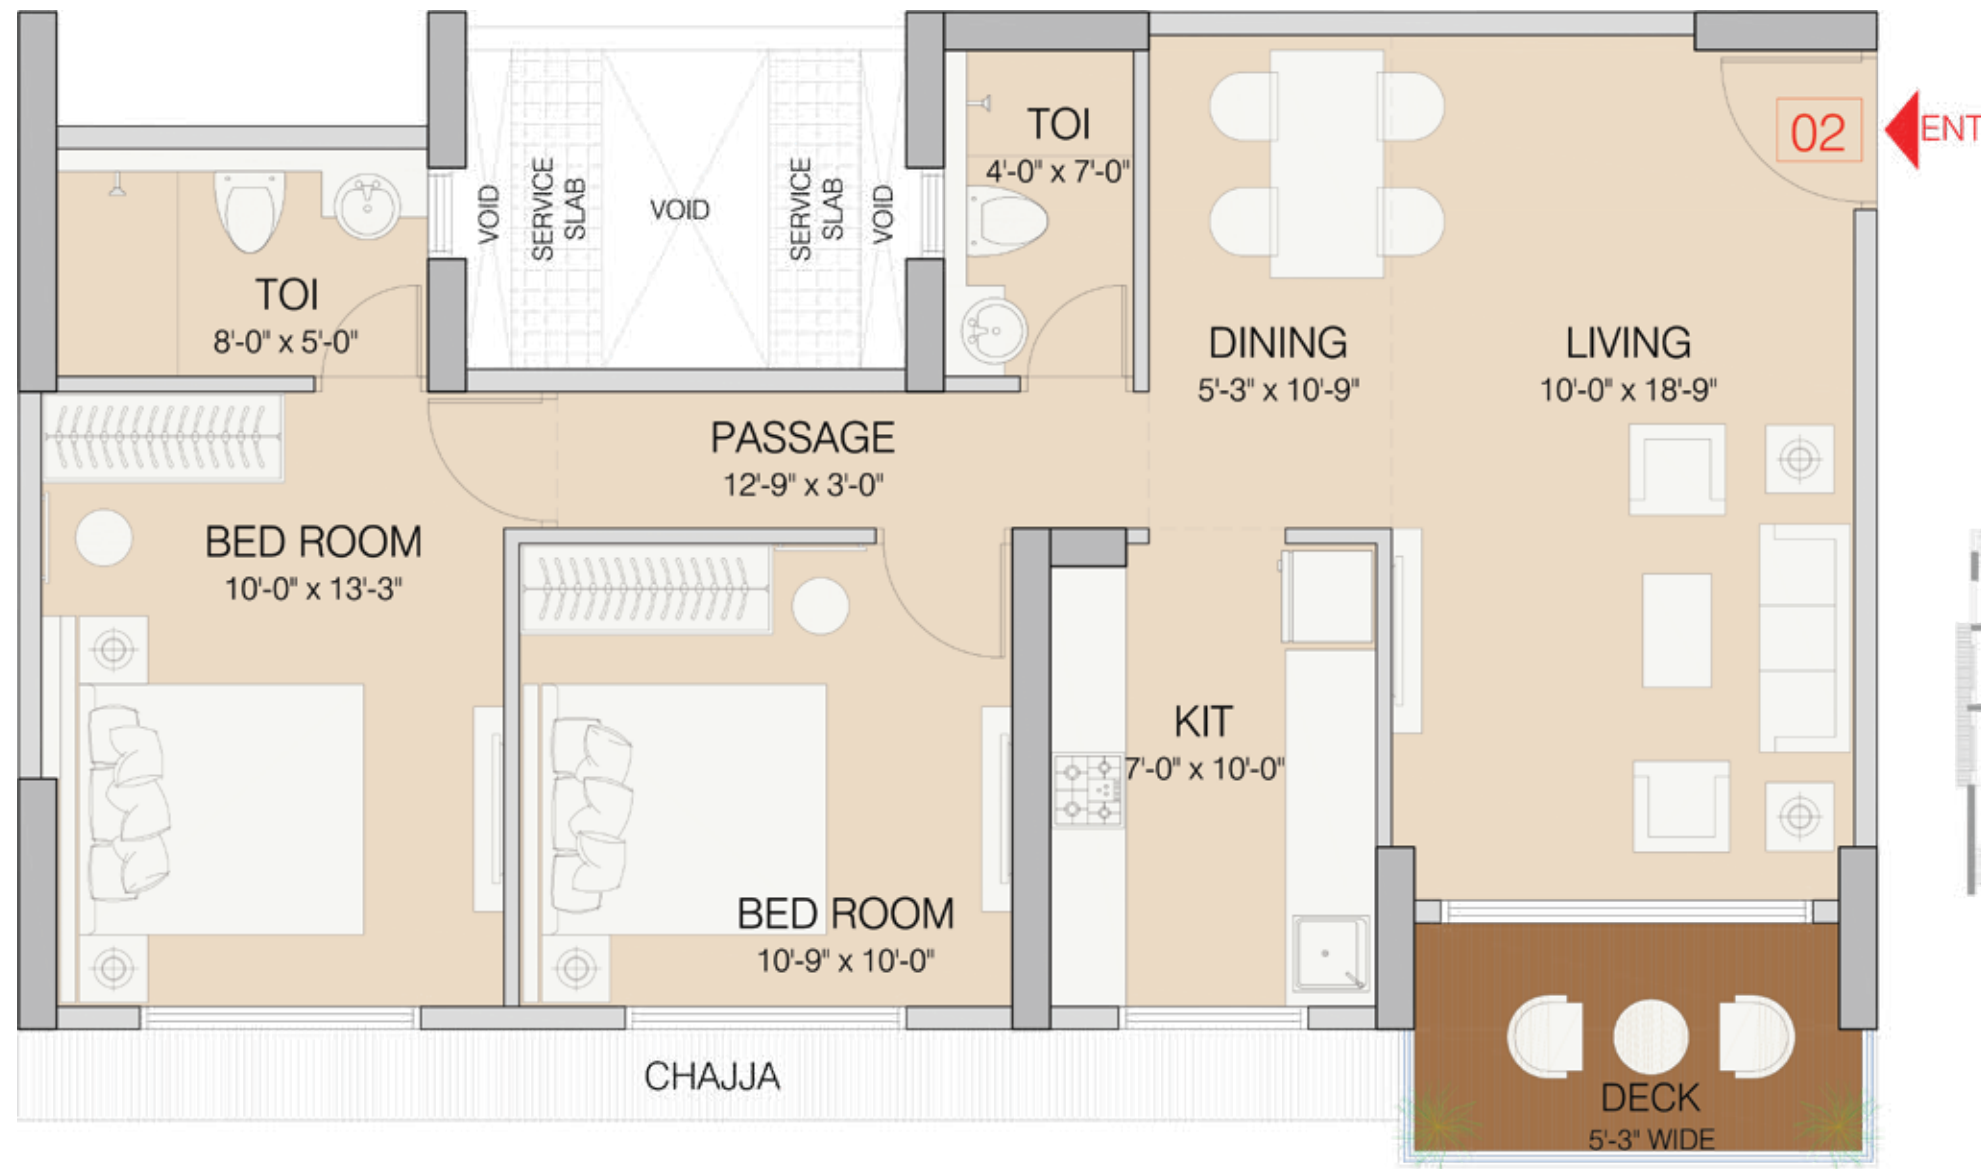 TOI
4'-0" x 7'-0"
02
ENT
VOID
SERVICE
SLAB
VOID
SERVICE
SLAB
VOID
TOI
8'-0" x 5'-0"
DINING
5'-3" x 10'-9"
LIVING
10'-0" x 18'-9"
PASSAGE
12'-9" x 3'-0"
BED ROOM
10'-0" x 13'-3"
KIT
7'-0" x 10'-0"
BED ROOM
10'-9" x 10'-0"
CHAJJA
DECK
5'-3" WIDE